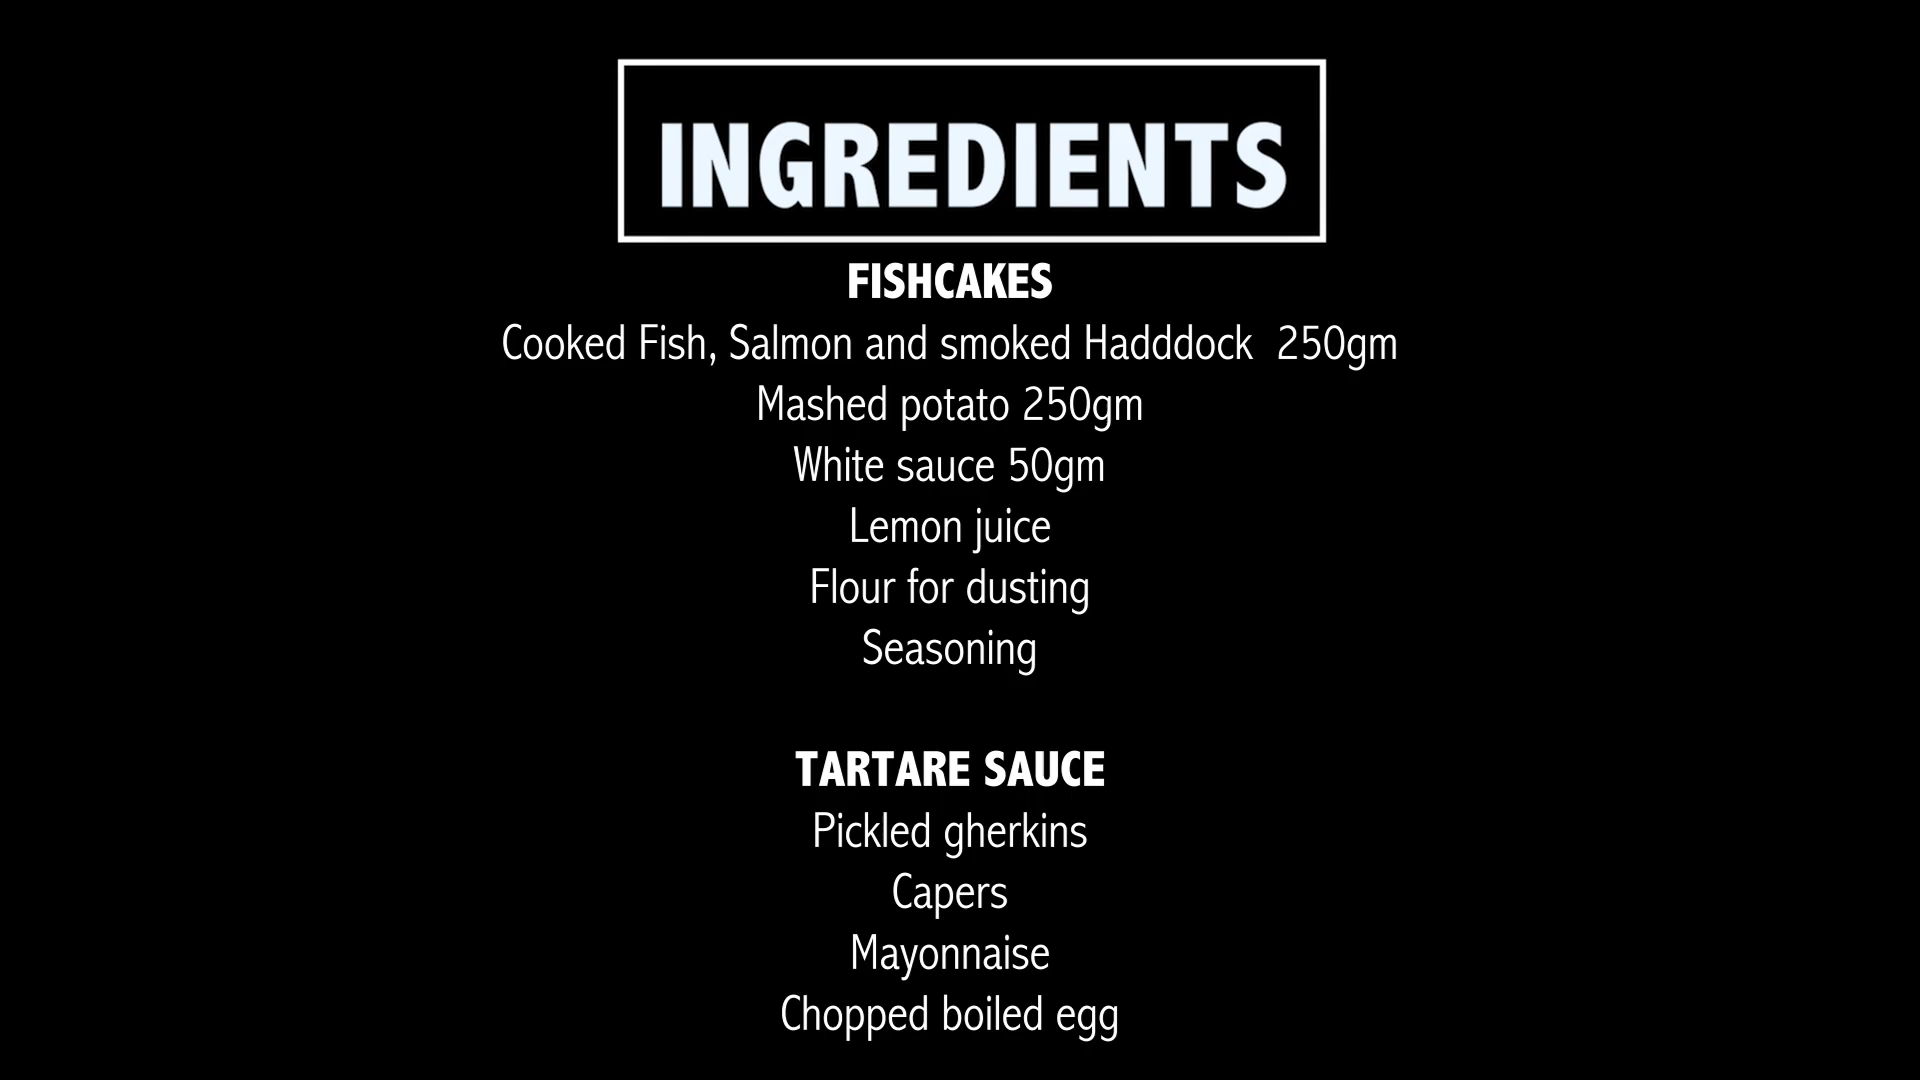 INGREDIENTS
FISHCAKES
Cooked Fish, Salmon and smoked Hadddock  250gm
Mashed potato 250gm
White sauce 50gm
Lemon juice
Flour for dusting
Seasoning
TARTARE SAUCE
Pickled gherkins
Capers
Mayonnaise
Chopped boiled egg